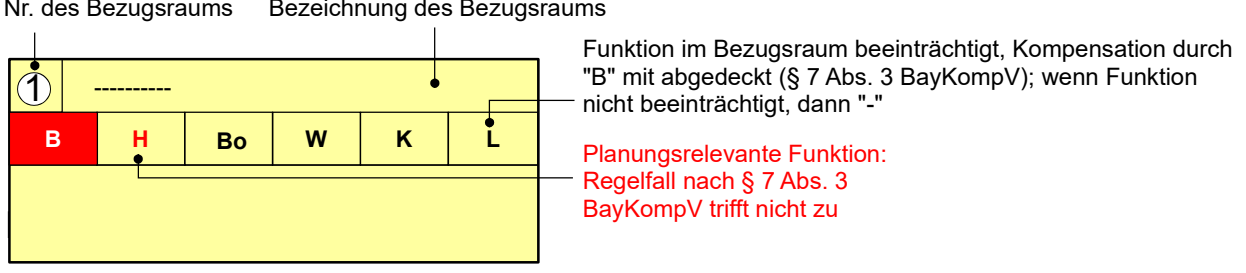 Nr. des Bezugsraums Bezeichnung des Bezugsraums
1 ----------
B H Bo W K L
Funktion im Bezugsraum beeinträchtigt, Kompensation durch
"B" mit abgedeckt (§ 7 Abs. 3 BayKompV); wenn Funktion
nicht beeinträchtigt, dann "-"
Planungsrelevante Funktion:
Regelfall nach § 7 Abs. 3
BayKompV trifft nicht zu